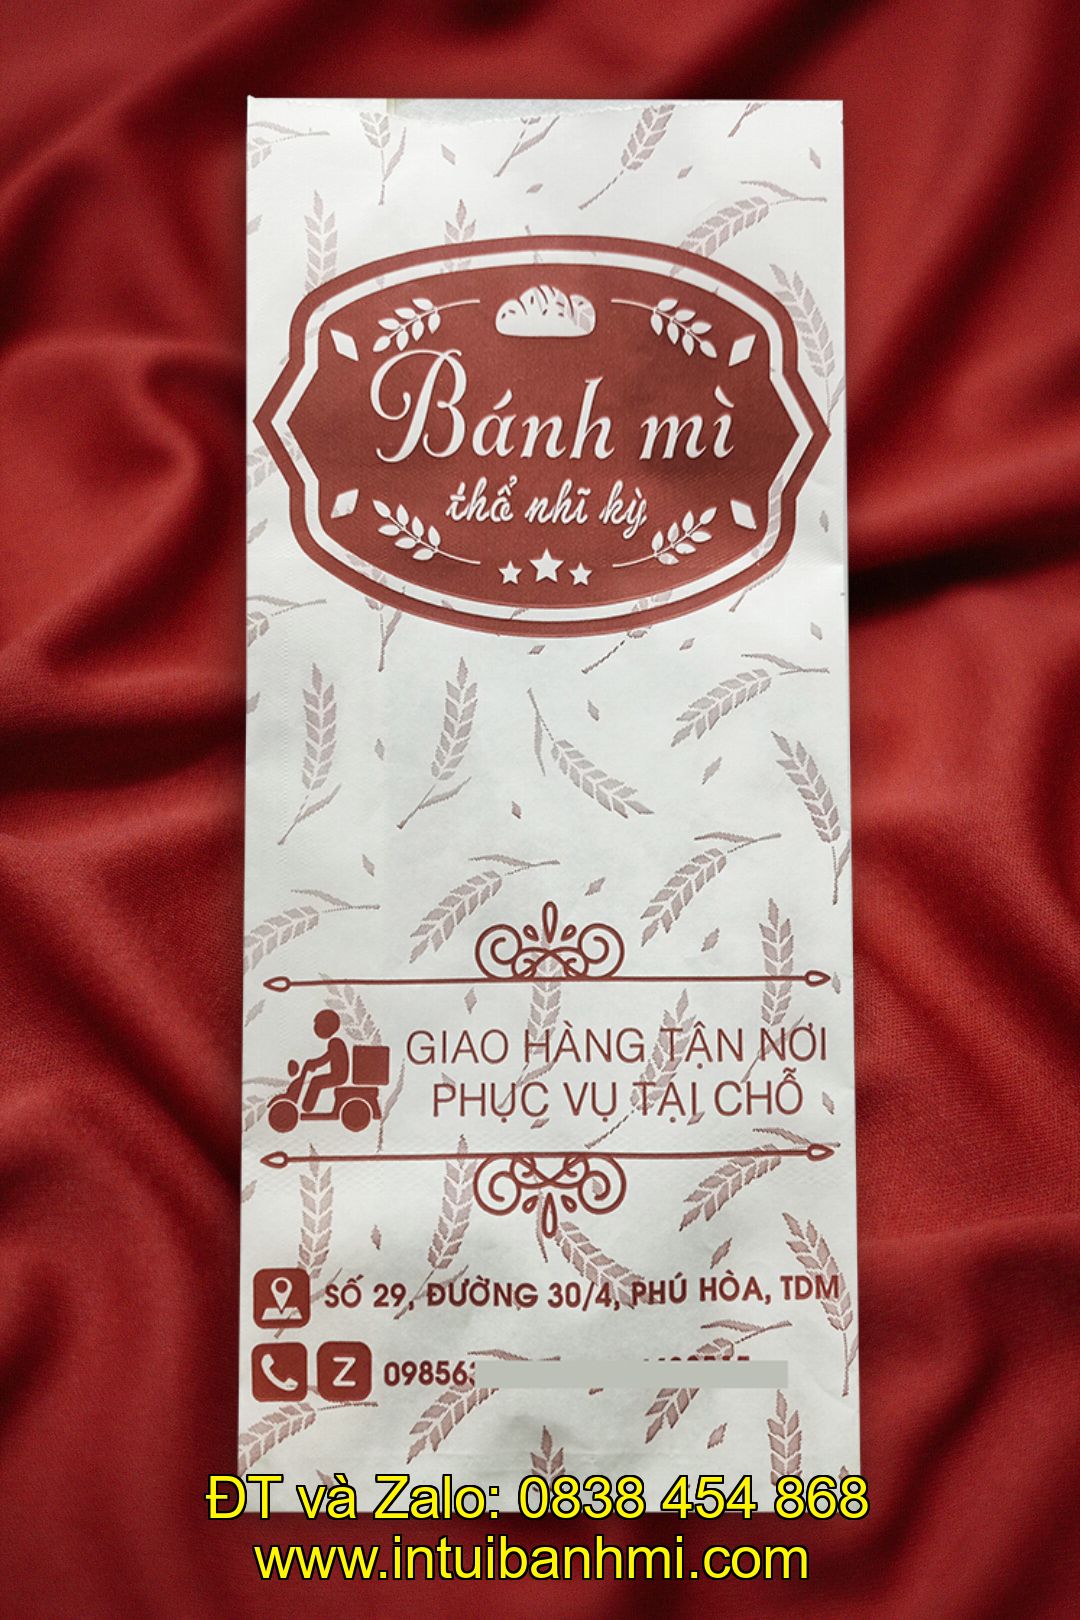 Bánh mì
thổ nhĩ kỳ
GIAO HÀNG TẬN NƠI
PHỤC VỤ TẠI CHỖ
SỐ 29, ĐƯỜNG 30/4, PHÚ HÒA, TDM
Z
ĐT và Zalo: 0838 454 868
www.intuibanhmi.com